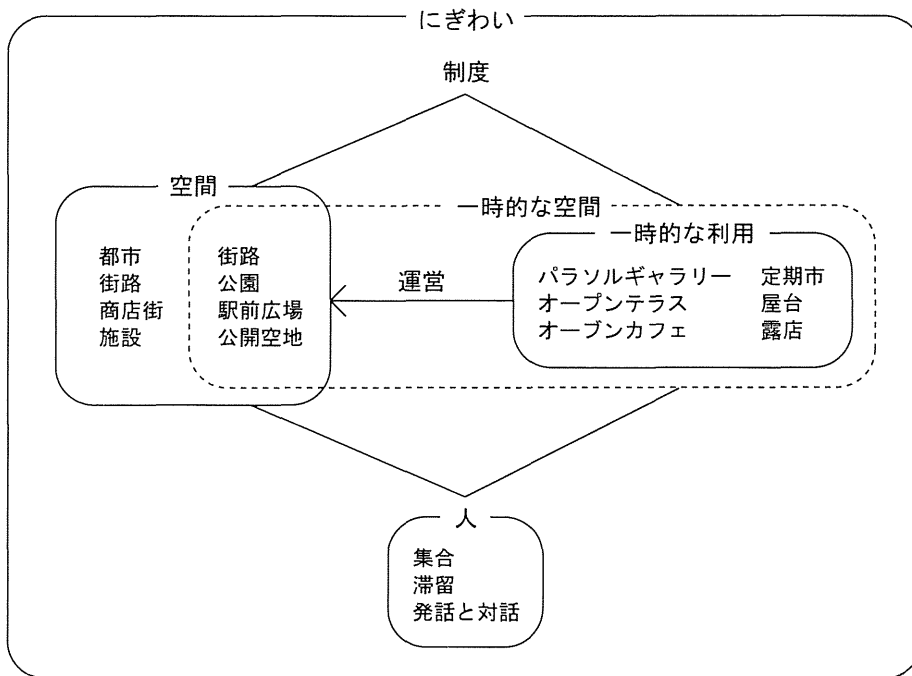 にぎわい
制度
空間
都市
街路
商店街
施設
街路
公園
駅前広場
公開空地
運営
一時的な空間
一時的な利用
パラソルギャラリー
オープンテラス
オーブンカフェ
定期市
屋台
露店
人
集合
滞留
発話と対話